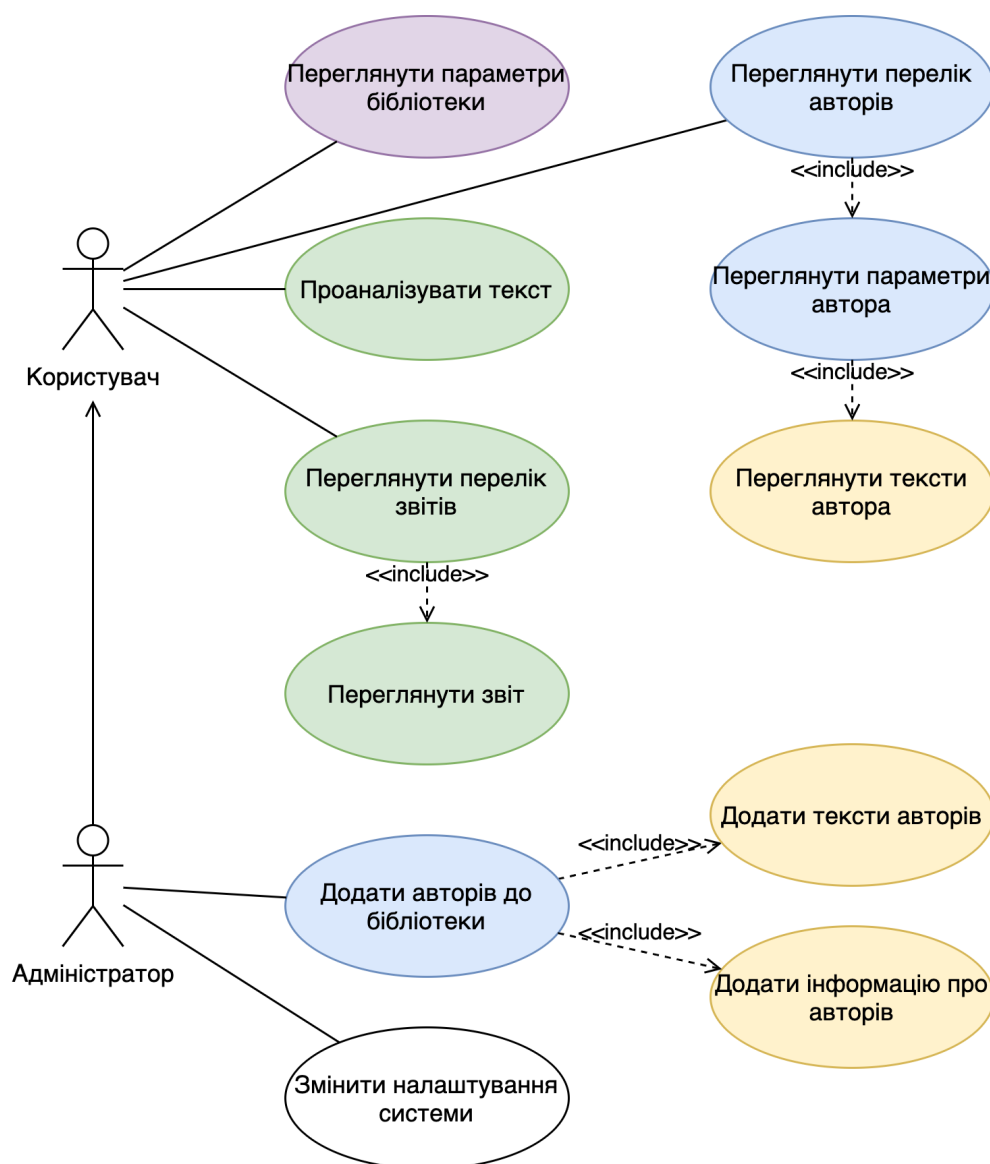 Переглянути параметри
бібліотеки
Переглянути перелік
авторів
<<include>>
Проаналізувати текст
Переглянути параметри
автора
Користувач
<<include>>
Переглянути перелік
звітів
Переглянути тексти
автора
<<include>>
Переглянути звіт
Додати тексти авторів
<<include>>
Додати авторів до
бібліотеки
<<include>>
Адміністратор
Додати інформацію про
авторів
Змінити налаштування
системи